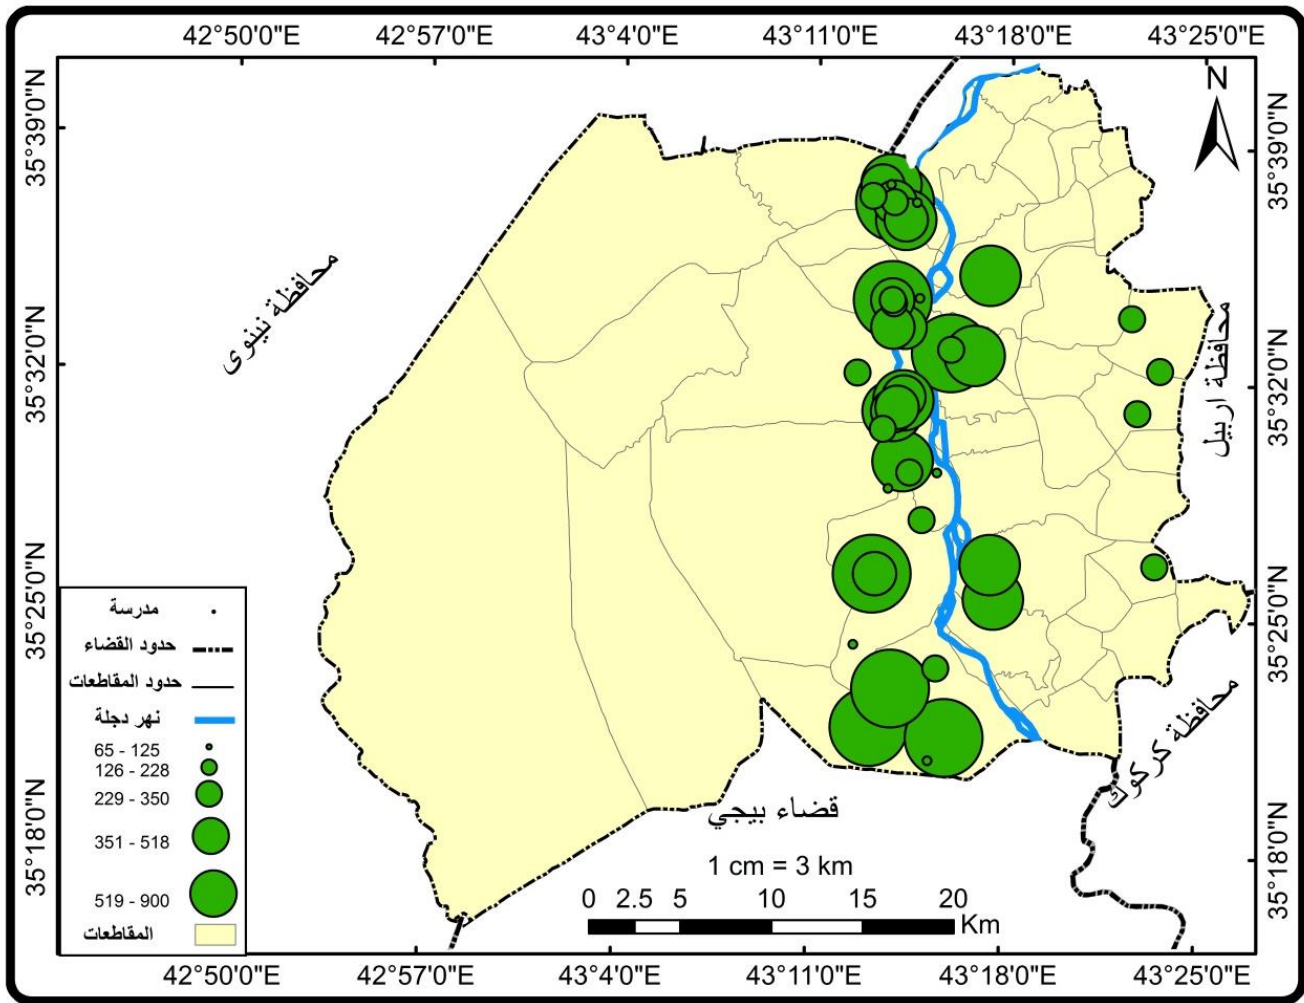 42°50'0"E 42°57'0"E 43°4'0"E 43°11'0"E 43°18'0"E 43°25'0"E
N
35°39'0"N
35°39'0"N
محافظة نينوى
محافظة اربيل
35°32'0"N
35°32'0"N
35°25'0"N
35°25'0"N
مدرسة
حدود القضاء
حدود المقاطعات
نهر دجلة
65 - 125
126 - 228
229 - 350
351 - 518
519 - 900
المقاطعات
محافظة كركوك
قضاء بيجي
35°18'0"N
35°18'0"N
1 cm = 3 km
0 2.5 5 10 15 20
Km
42°50'0"E 42°57'0"E 43°4'0"E 43°11'0"E 43°18'0"E 43°25'0"E